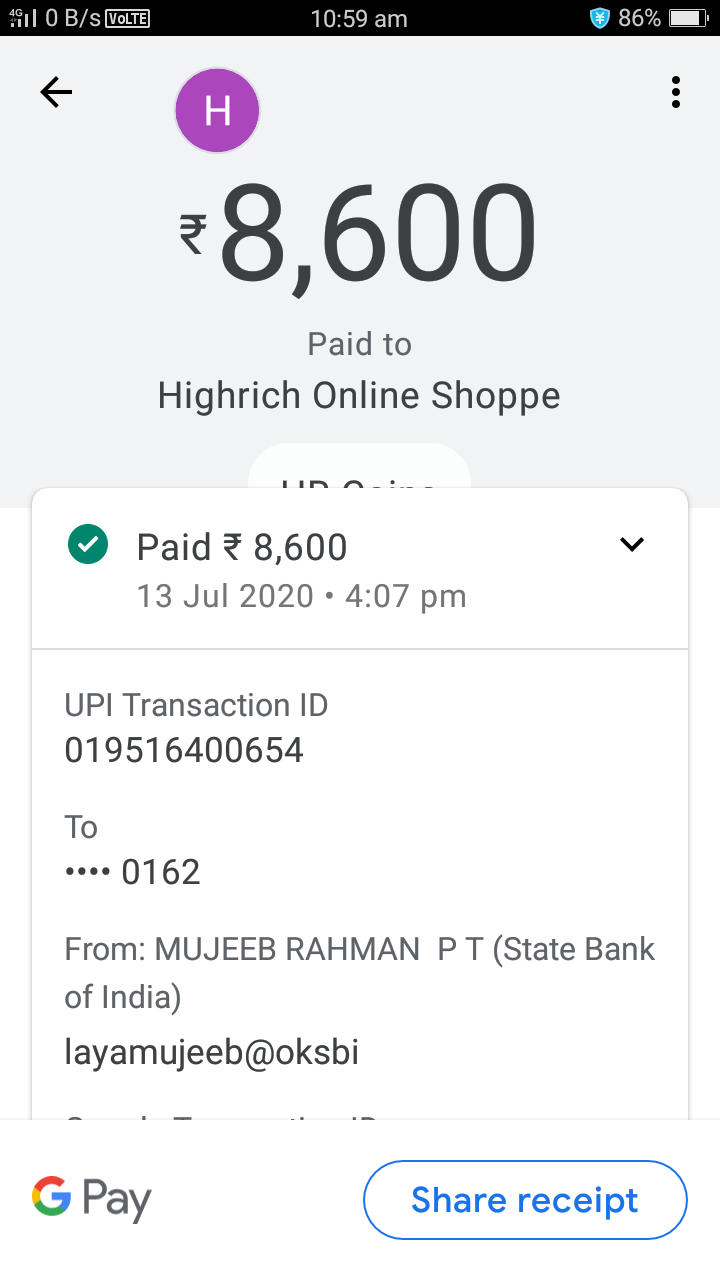 4G 0 B/s VoLTE 10:59 am 86%
H
₹8,600
Paid to
Highrich Online Shoppe
Paid ₹ 8,600
13 Jul 2020 • 4:07 pm
UPI Transaction ID
019516400654
To
•••• 0162
From: MUJEEB RAHMAN P T (State Bank
of India)
layamujeeb@oksbi
G Pay
Share receipt